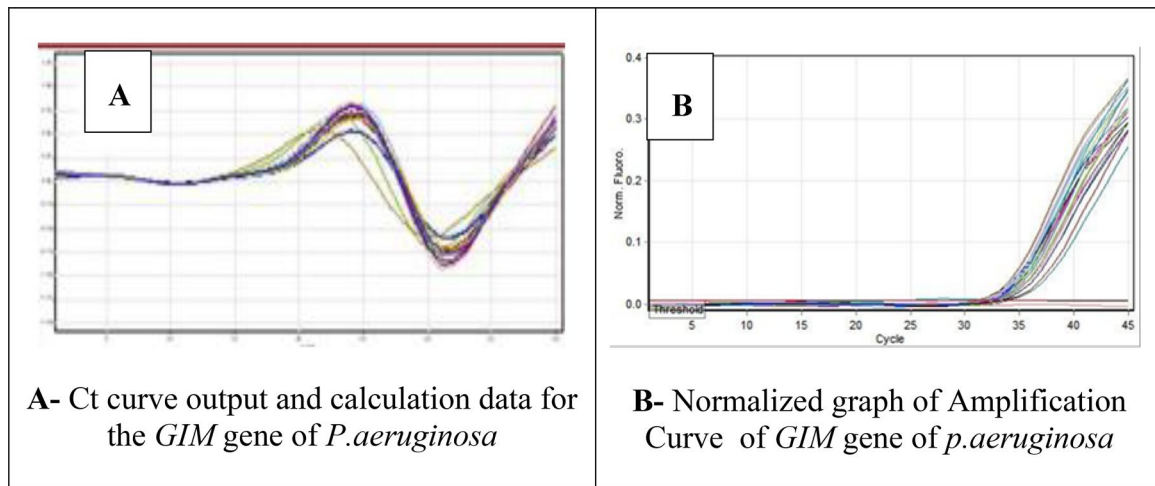 A
B
0.4
0.3
0.2
0.1
0.0
Norm. Fluoro.
Threshold
5
10
15
20
25
30
35
40
45
Cycle
A- Ct curve output and calculation data for
the GIM gene of P.aeruginosa
B- Normalized graph of Amplification
Curve of GIM gene of p.aeruginosa